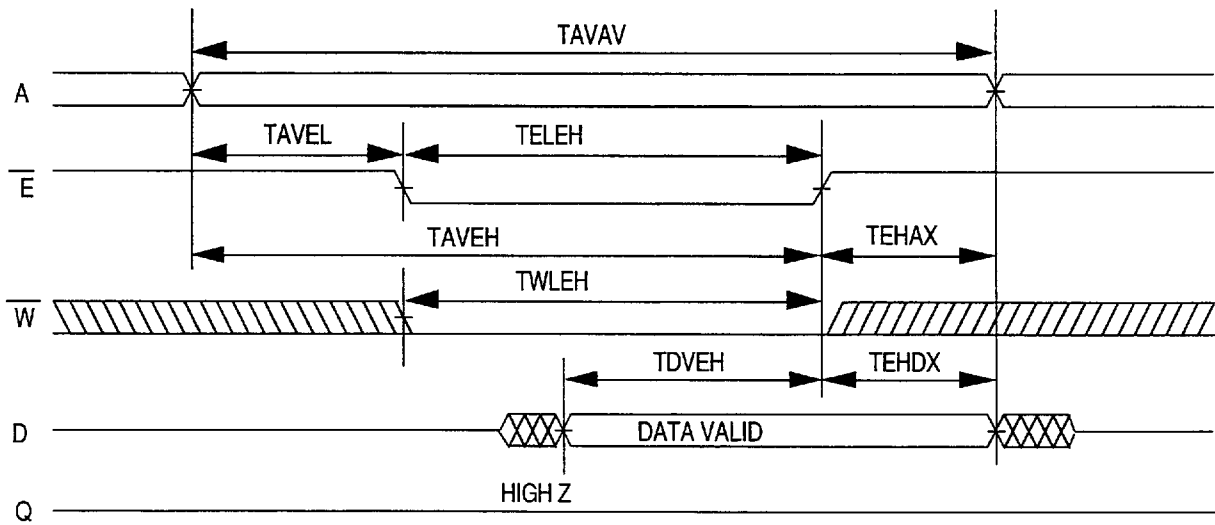 TAVAV
A
TAVEL TELEH
E
TAVEH TEHAX
TWLEH
W
TDVEH TEHDX
D DATA VALID
HIGH Z
Q